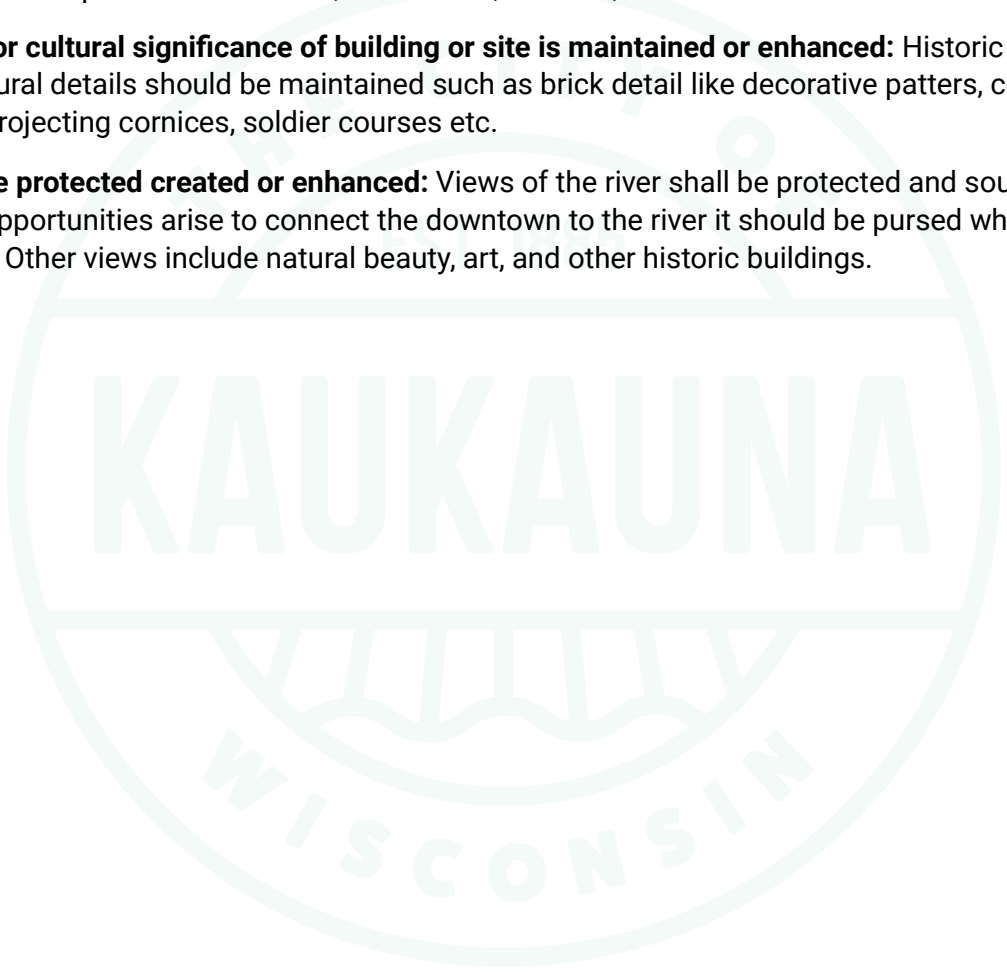 or cultural significance of building or site is maintained or enhanced: Historic
ural details should be maintained such as brick detail like decorative patters, c
rojecting cornices, soldier courses etc.
e protected created or enhanced: Views of the river shall be protected and sou
pportunities arise to connect the downtown to the river it should be pursed wh
Other views include natural beauty, art, and other historic buildings.
KAUKAUNA
WISCONSIN